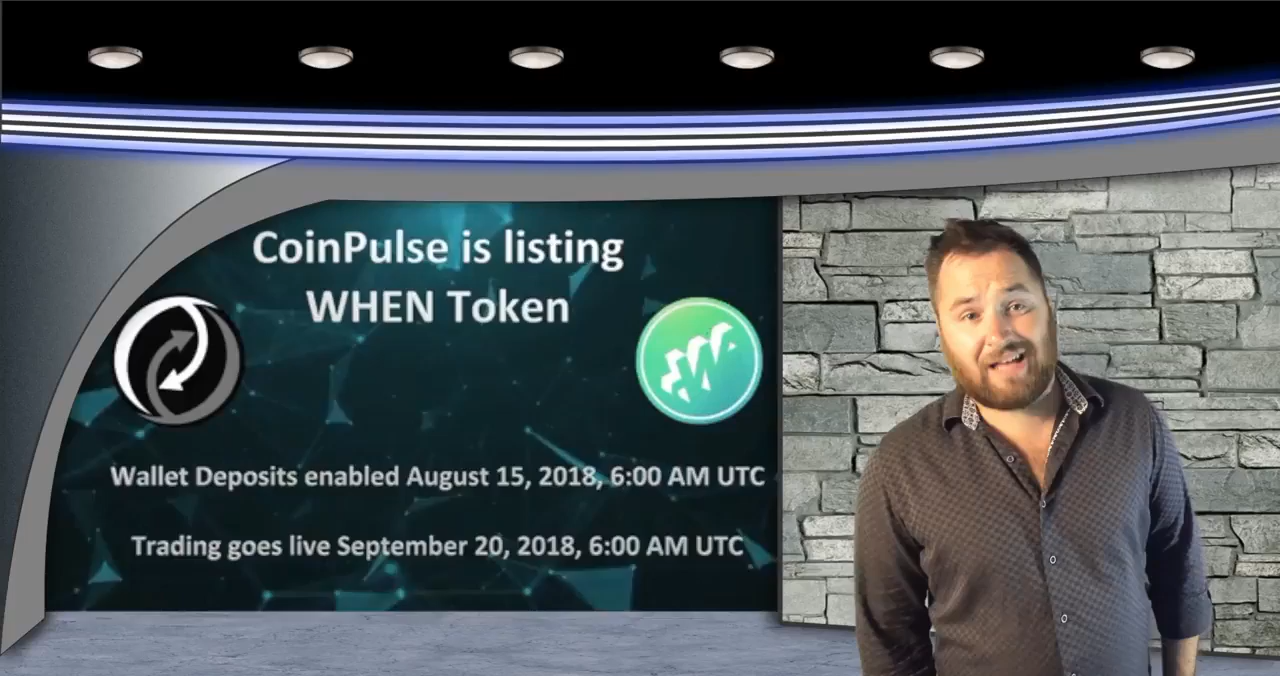 CoinPulse is listing
WHEN Token
Wallet Deposits enabled August 15, 2018, 6:00 AM UTC
Trading goes live September 20, 2018, 6:00 AM UTC